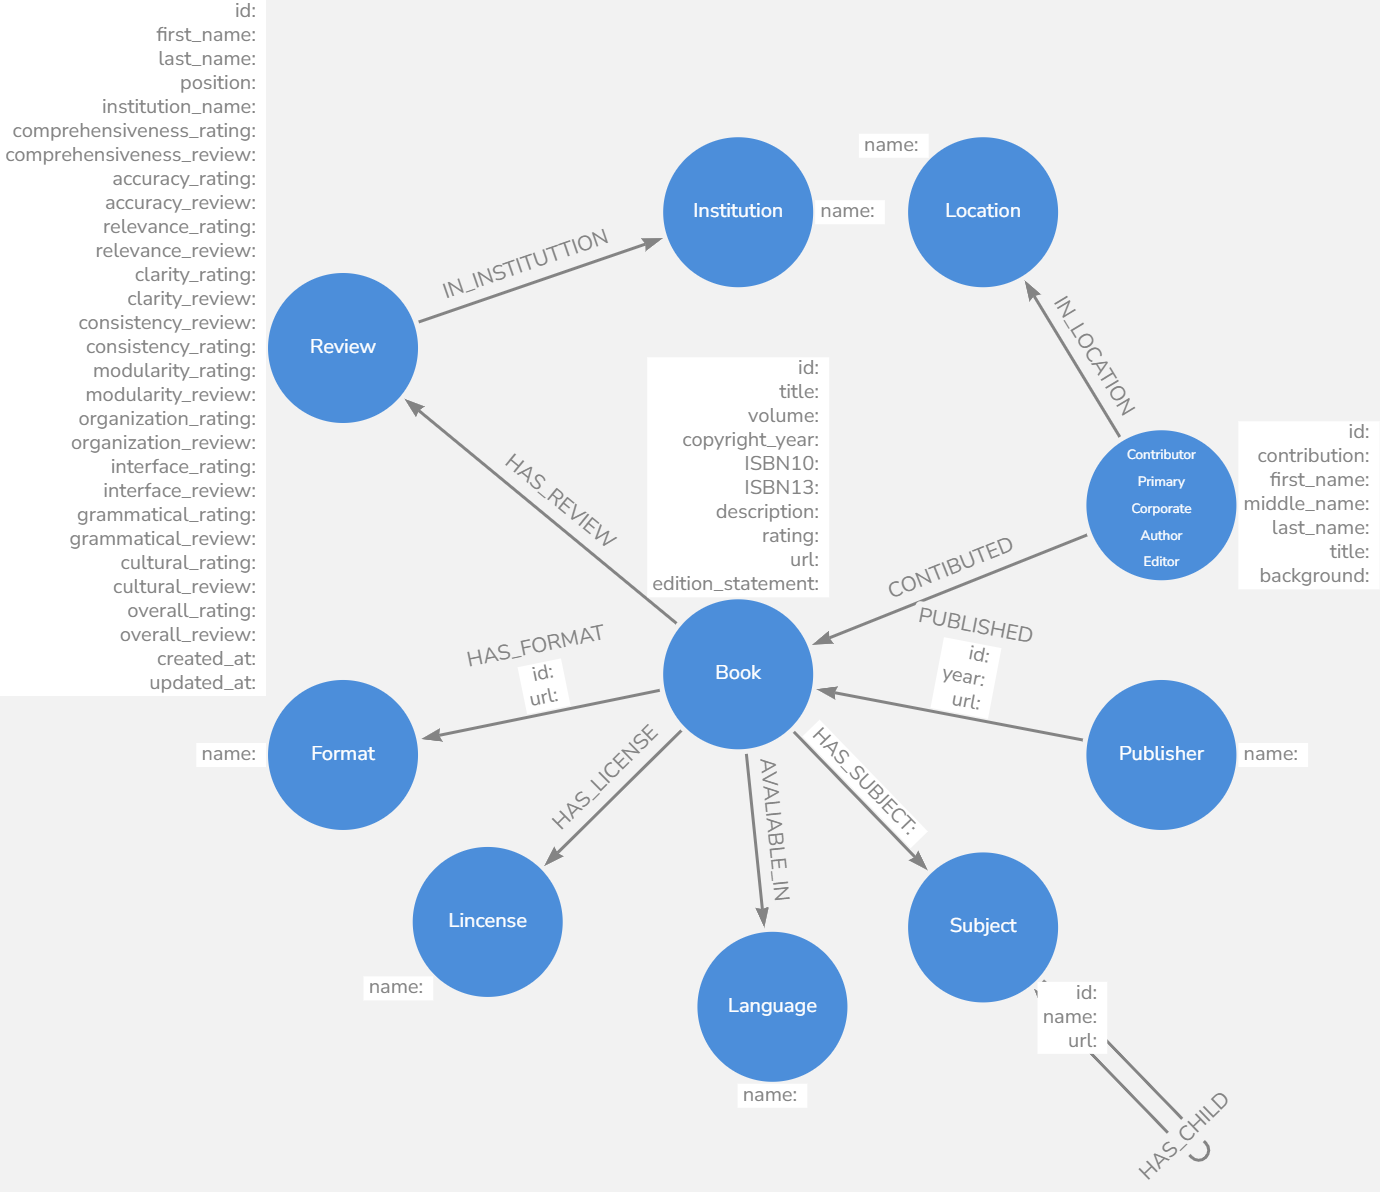 id:
first_name:
last_name:
position:
institution_name:
comprehensiveness_rating:
comprehensiveness_review:
accuracy_rating:
accuracy_review:
relevance_rating:
relevance_review:
clarity_rating:
clarity_review:
consistency_review:
consistency_rating:
modularity_rating:
modularity_review:
organization_rating:
organization_review:
interface_rating:
interface_review:
grammatical_rating:
grammatical_review:
cultural_rating:
cultural_review:
overall_rating:
overall_review:
created_at:
updated_at:
Review
IN_INSTITUTTION
Institution
name:
name:
Location
IN_LOCATION
Contributor
Primary
Corporate
Author
Editor
id:
contribution:
first_name:
middle_name:
last_name:
title:
background:
HAS_REVIEW
id:
title:
volume:
copyright_year:
ISBN10:
ISBN13:
description:
rating:
url:
edition_statement:
Book
CONTIBUTED
PUBLISHED
id:
year:
url:
Publisher
name:
HAS_FORMAT
id:
url:
name:
Format
HAS_LICENSE
Lincense
name:
AVALIABLE_IN
Language
name:
HAS_SUBJECT:
Subject
id:
name:
url:
HAS_CHILD